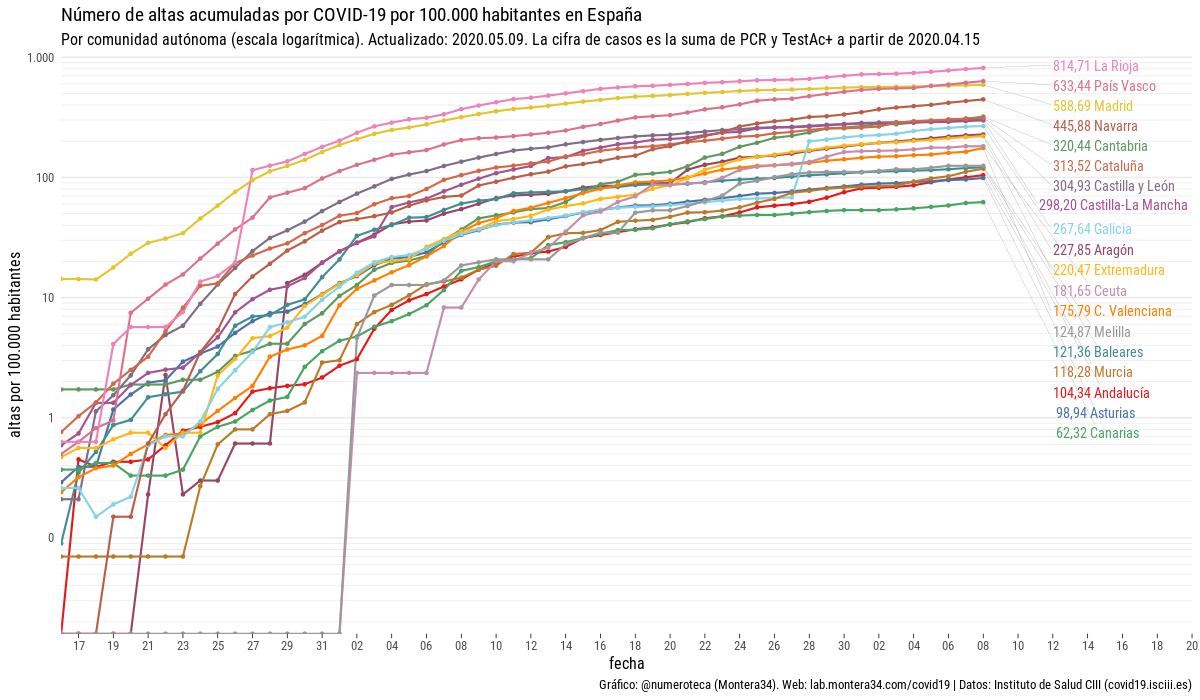 Número de altas acumuladas por COVID-19 por 100.000 habitantes en España
Por comunidad autónoma (escala logarítmica). Actualizado: 2020.05.09. La cifra de casos es la suma de PCR y TestAc+ a partir de 2020.04.15
altas por 100.000 habitantes
1.000
100
10
1
0
814,71 La Rioja
633,44 País Vasco
588,69 Madrid
445,88 Navarra
320,44 Cantabria
313,52 Cataluña
304,93 Castilla y León
298,20 Castilla-La Mancha
267,64 Galicia
227,85 Aragón
220,47 Extremadura
181,65 Ceuta
175,79 C. Valenciana
124,87 Melilla
121,36 Baleares
118,28 Murcia
104,34 Andalucía
98,94 Asturias
62,32 Canarias
17 19 21 23 25 27 29 31 02 04 06 08 10 12 14 16 18 20 22 24 26 28 30 02 04 06 08 10 12 14 16 18 20
fecha
Gráfico: @numeroteca (Montera34). Web: lab.montera34.com/covid19 | Datos: Instituto de Salud CIII (covid19.isciii.es)